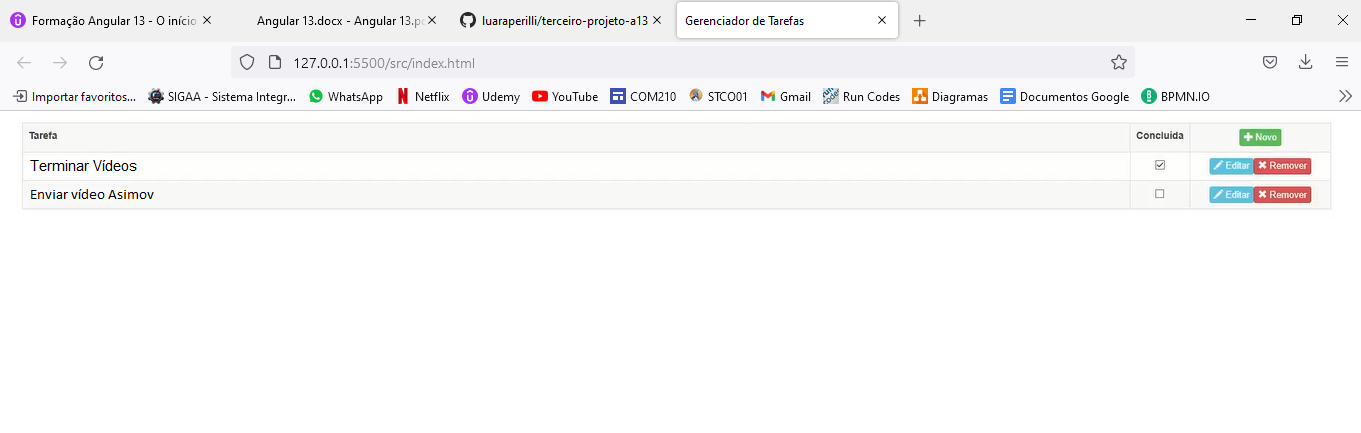 Formação Angular 13 - O início
Angular 13.docx - Angular 13.pd
luaraperilli/terceiro-projeto-a13
Gerenciador de Tarefas
127.0.0.1:5500/src/index.html
Importar favoritos...
SIGAA - Sistema Integr...
WhatsApp
Netflix
Udemy
YouTube
COM210
STCO01
Gmail
Run Codes
Diagramas
Documentos Google
BPMN.IO
Tarefa Concluída Novo
Terminar Vídeos Editar Remover
Enviar vídeo Asimov Editar Remover